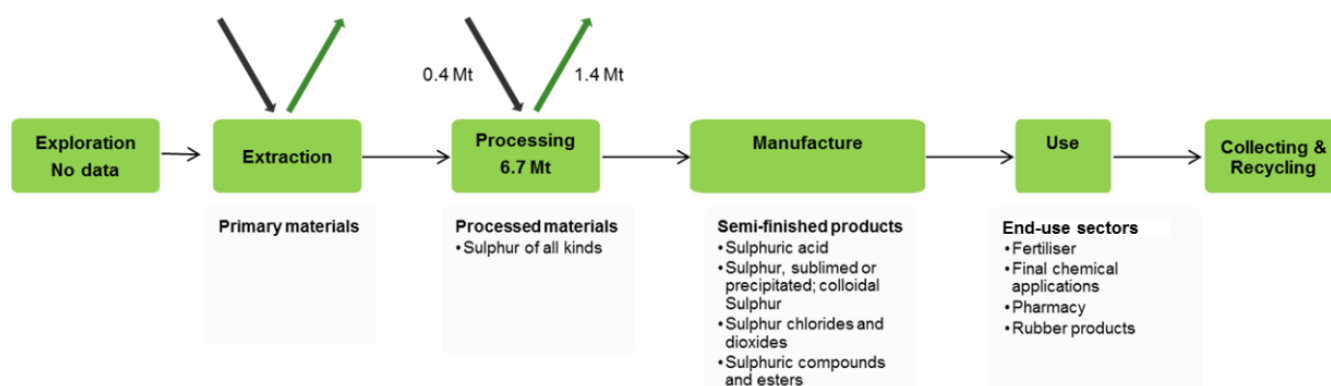 0.4 Mt
1.4 Mt
Exploration
No data
Extraction
Processing
6.7 Mt
Manufacture
Use
Collecting &
Recycling
Primary materials
Processed materials
•Sulphur of all kinds
Semi-finished products
•Sulphuric acid
•Sulphur, sublimed or
precipitated; colloidal
Sulphur
•Sulphur chlorides and
dioxides
•Sulphuric compounds
and esters
End-use sectors
•Fertiliser
•Final chemical
applications
•Pharmacy
•Rubber products